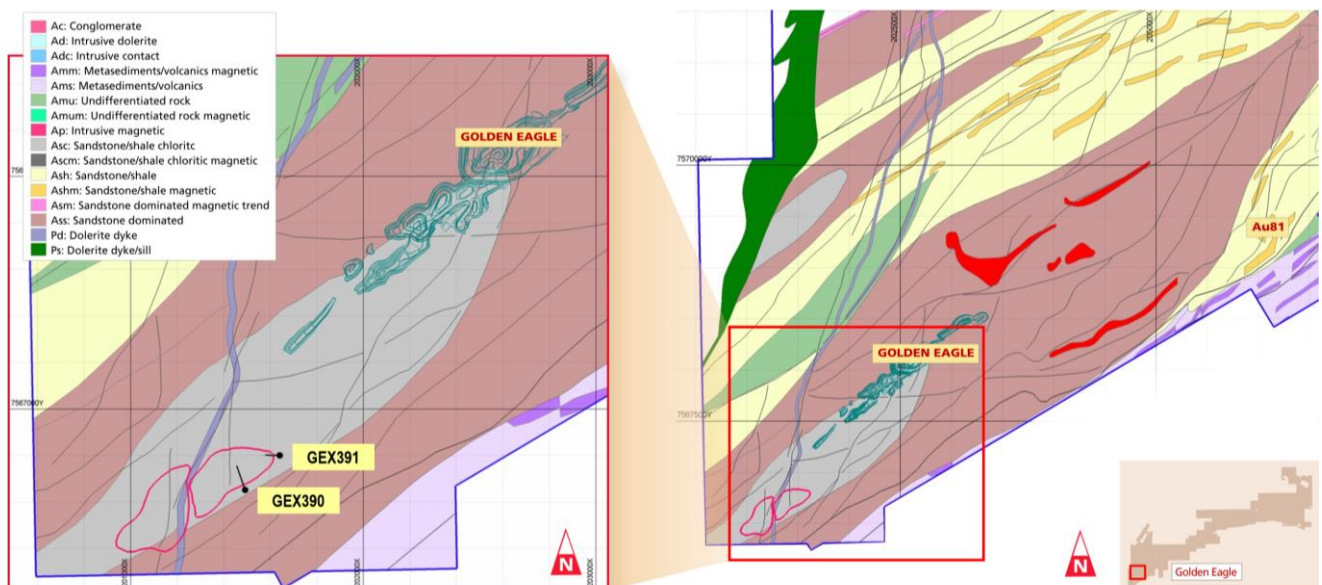 Ac: Conglomerate
Ad: Intrusive dolerite
Adc: Intrusive contact
Amm: Metasediments/volcanics magnetic
Ams: Metasediments/volcanics
Amu: Undifferentiated rock
Amum: Undifferentiated rock magnetic
Ap: Intrusive magnetic
Asc: Sandstone/shale chloritc
Ascm: Sandstone/shale chloritic magnetic
Ash: Sandstone/shale
Ashm: Sandstone/shale magnetic
Asm: Sandstone dominated magnetic trend
Ass: Sandstone dominated
Pd: Dolerite dyke
Ps: Dolerite dyke/sill
GOLDEN EAGLE
7567000Y
GEX391
GEX390
N
203000X
202500X
205000X
7570000Y
Au81
GOLDEN EAGLE
7567500Y
N
Golden Eagle